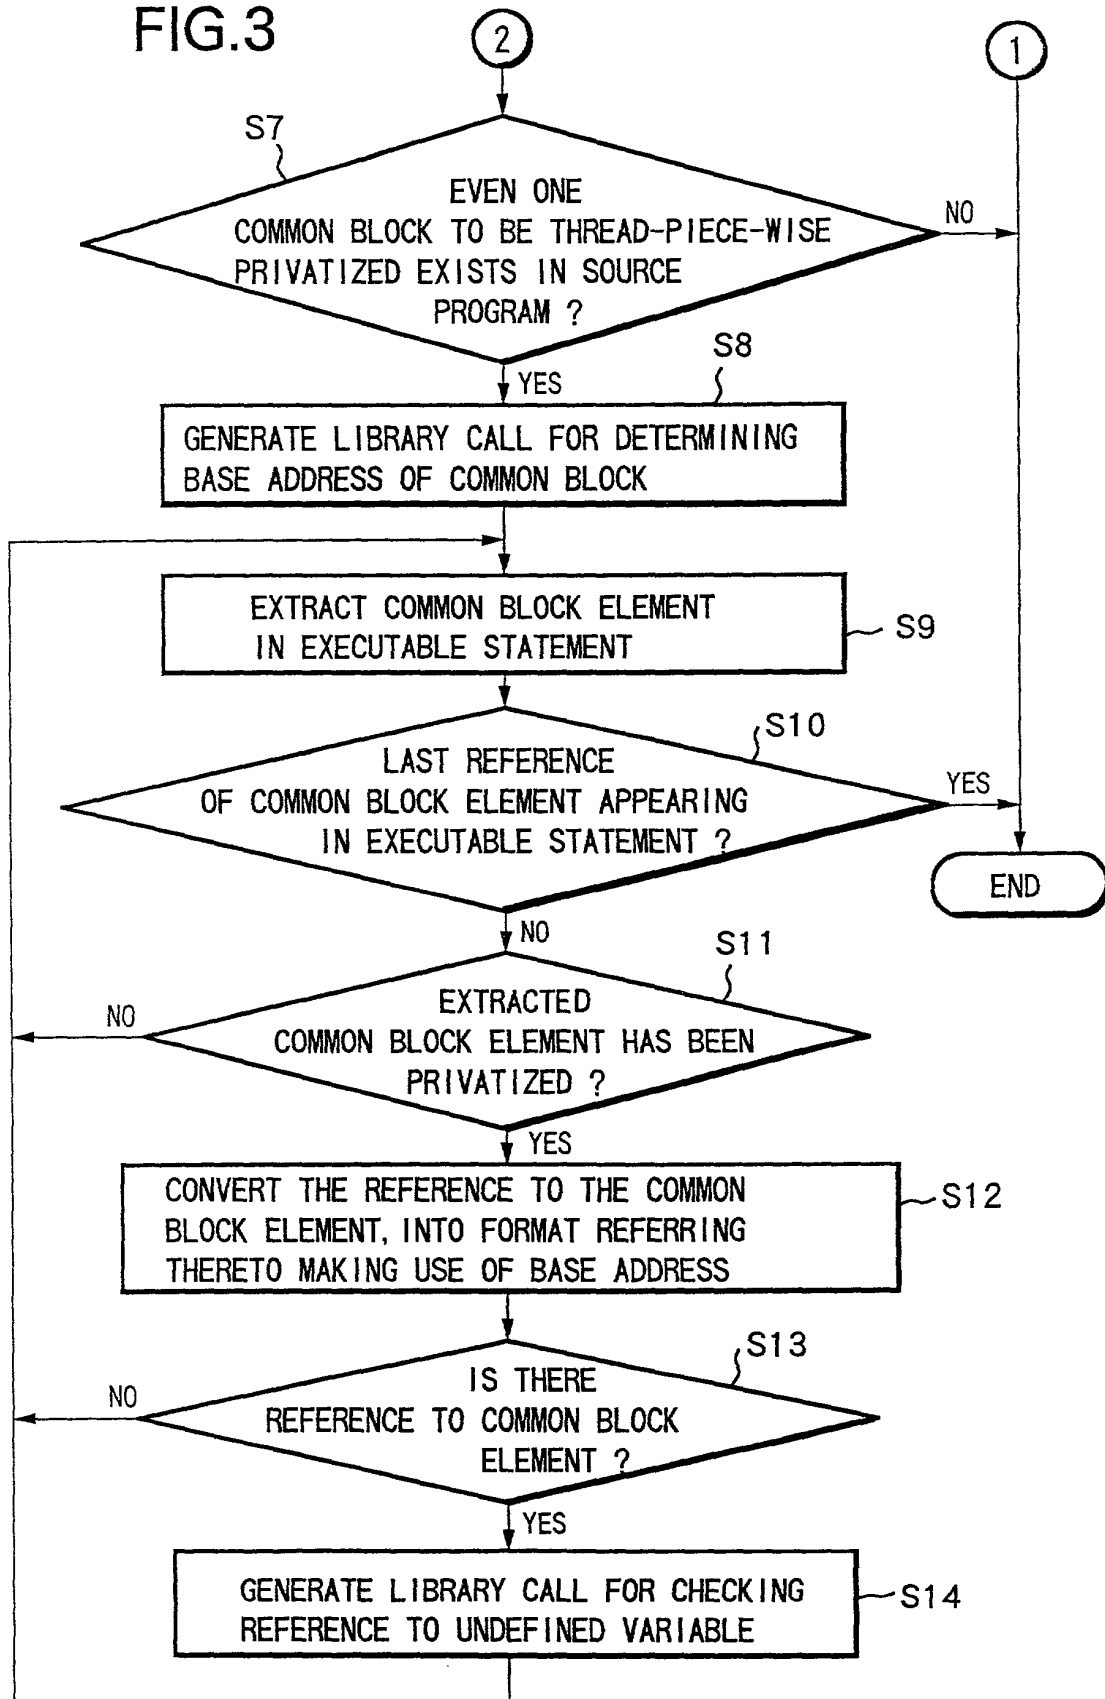 FIG.3
2
1
S7
EVEN ONE
COMMON BLOCK TO BE THREAD-PIECE-WISE
PRIVATIZED EXISTS IN SOURCE
PROGRAM ?
NO
YES
S8
GENERATE LIBRARY CALL FOR DETERMINING
BASE ADDRESS OF COMMON BLOCK
EXTRACT COMMON BLOCK ELEMENT
IN EXECUTABLE STATEMENT
S9
S10
LAST REFERENCE
OF COMMON BLOCK ELEMENT APPEARING
IN EXECUTABLE STATEMENT ?
YES
END
NO
S11
EXTRACTED
COMMON BLOCK ELEMENT HAS BEEN
PRIVATIZED ?
NO
YES
CONVERT THE REFERENCE TO THE COMMON
BLOCK ELEMENT, INTO FORMAT REFERRING
THERETO MAKING USE OF BASE ADDRESS
S12
S13
IS THERE
REFERENCE TO COMMON BLOCK
ELEMENT ?
NO
YES
GENERATE LIBRARY CALL FOR CHECKING
REFERENCE TO UNDEFINED VARIABLE
S14